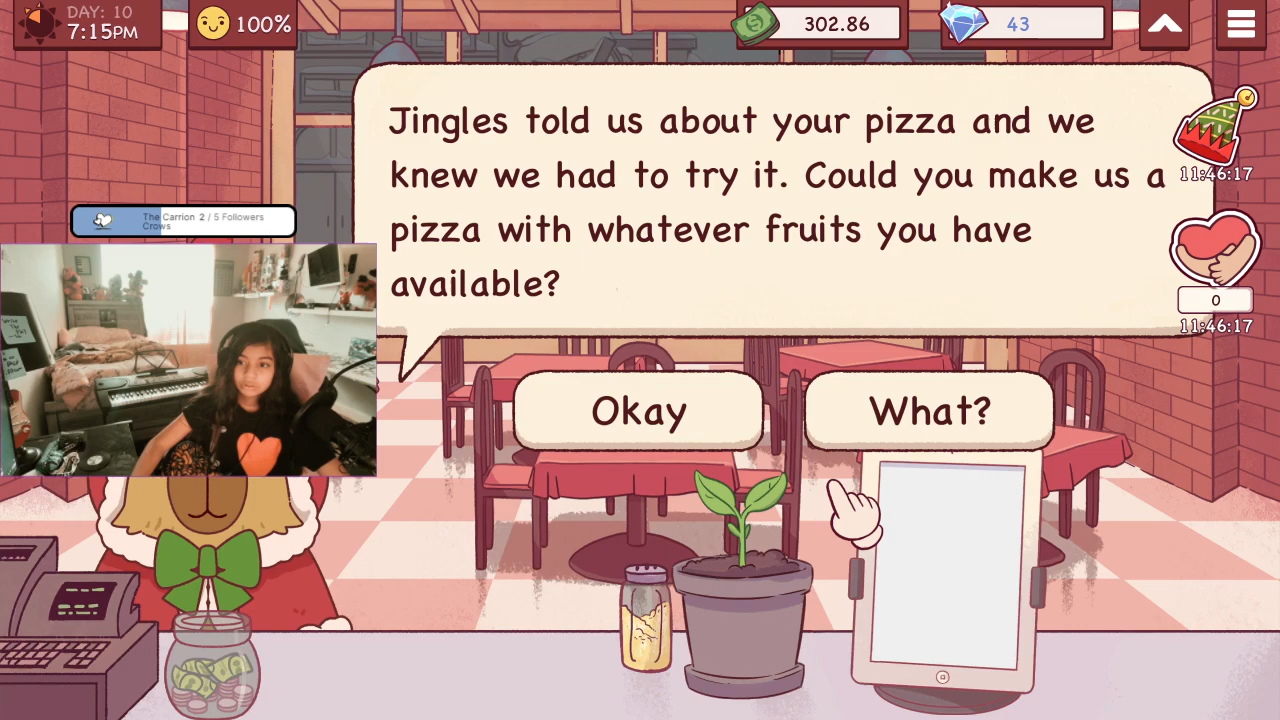 DAY: 10
7:15PM
100%
302.86
43
Jingles told us about your pizza and we
knew we had to try it. Could you make us a
pizza with whatever fruits you have
available?
11:46:17
0
11:46:17
The Carrion 2 / 5 Followers
Crows
Okay
What?